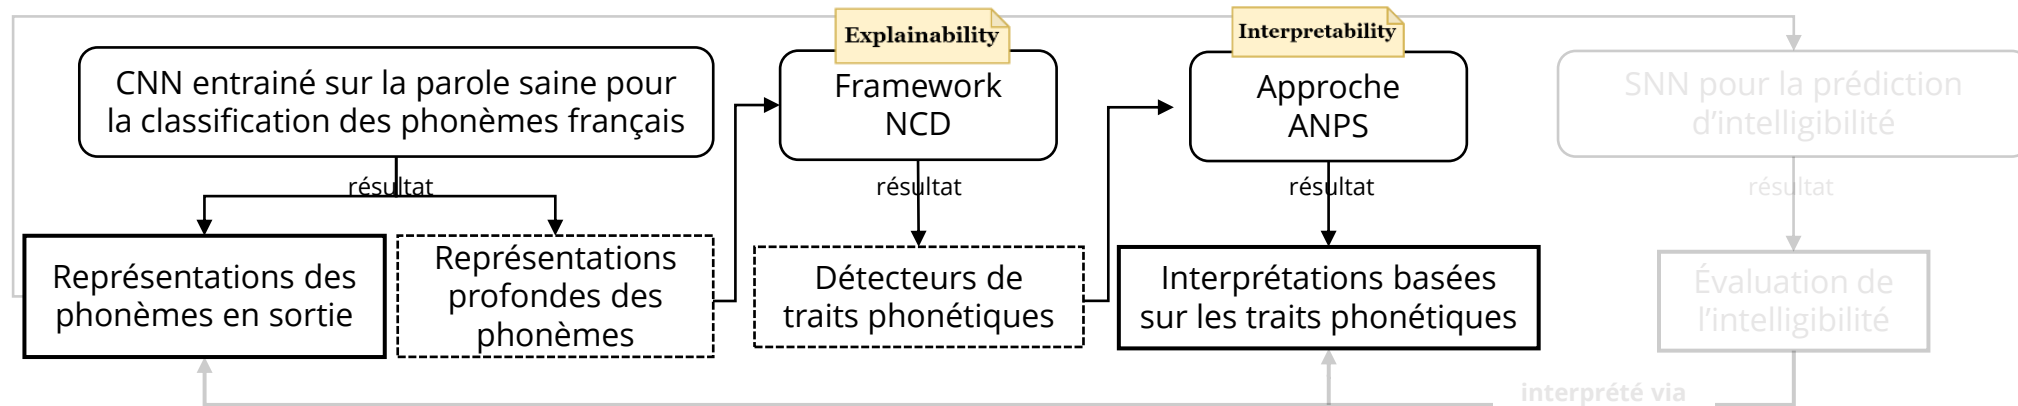 Explainability
Interpretability
CNN entrainé sur la parole saine pour
la classification des phonèmes français
Framework
NCD
Approche
ANPS
SNN pour la prédiction
d'intelligibilité
résultat
résultat
résultat
résultat
Représentations des
phonèmes en sortie
Représentations
profondes des
phonèmes
Détecteurs de
traits phonétiques
Interprétations basées
sur les traits phonétiques
Évaluation de
l'intelligibilité
interprété via